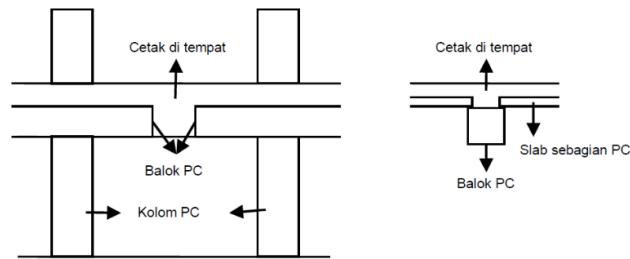 Cetak di tempat
Balok PC
Kolom PC
Cetak di tempat
Slab sebagian PC
Balok PC